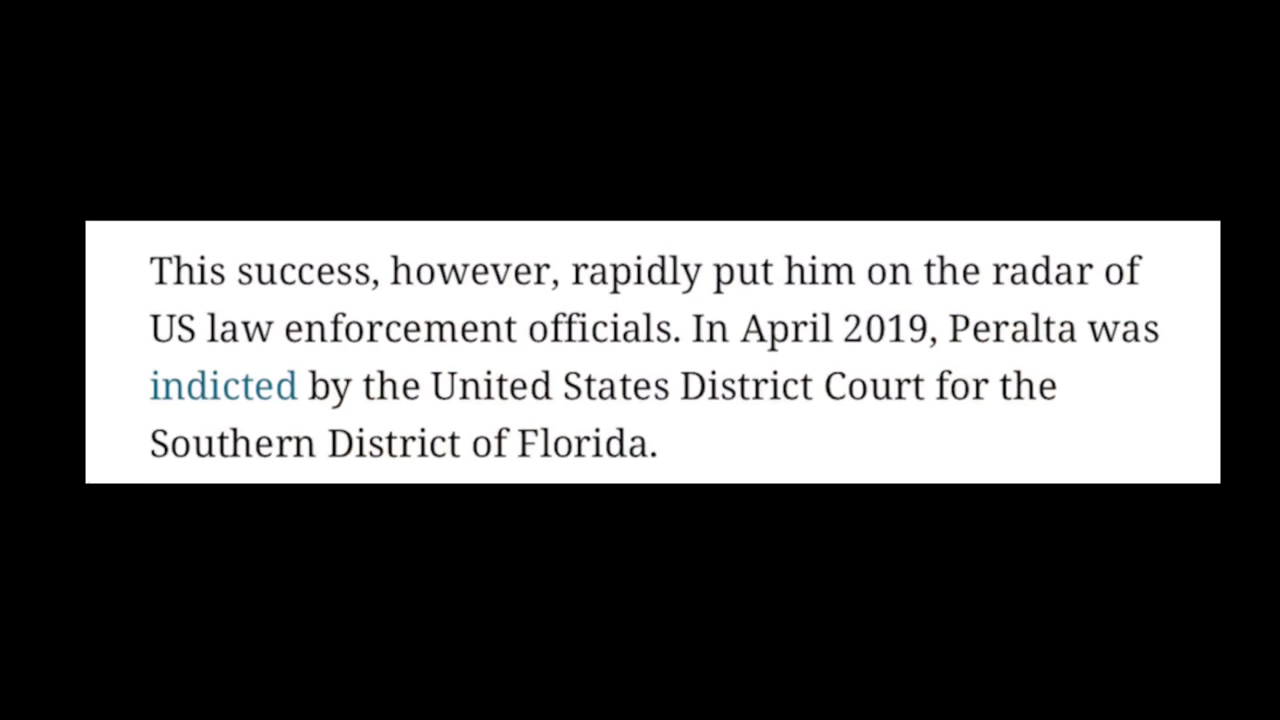 This success, however, rapidly put him on the radar of
US law enforcement officials. In April 2019, Peralta was
indicted by the United States District Court for the
Southern District of Florida.